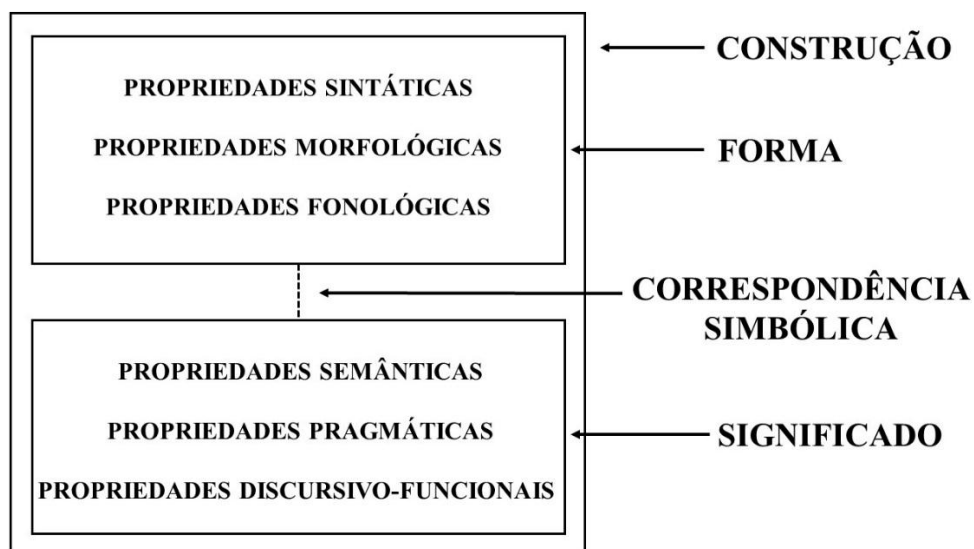 PROPRIEDADES SINTÁTICAS
PROPRIEDADES MORFOLÓGICAS
PROPRIEDADES FONOLÓGICAS
PROPRIEDADES SEMÂNTICAS
PROPRIEDADES PRAGMÁTICAS
PROPRIEDADES DISCURSIVO-FUNCIONAIS
CONSTRUÇÃO
FORMA
CORRESPONDÊNCIA
SIMBÓLICA
SIGNIFICADO